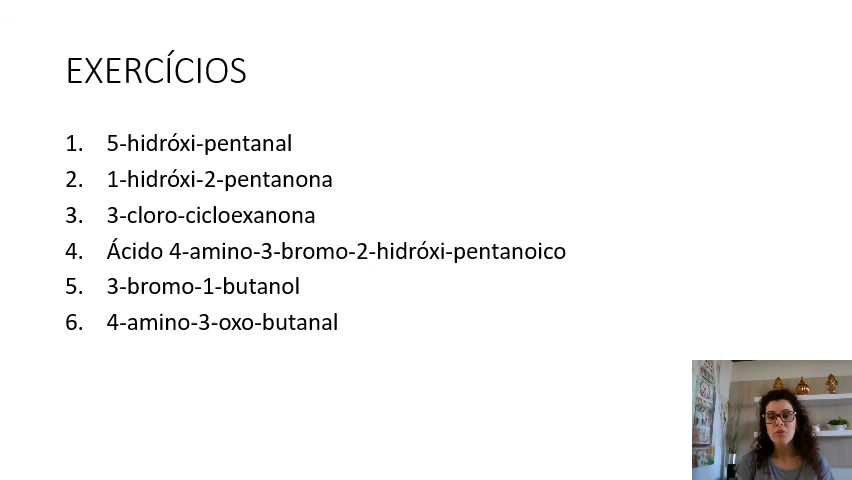 EXERCÍCIOS
1. 5-hidróxi-pentanal
2. 1-hidróxi-2-pentanona
3. 3-cloro-cicloexanona
4. Ácido 4-amino-3-bromo-2-hidróxi-pentanoico
5. 3-bromo-1-butanol
6. 4-amino-3-oxo-butanal